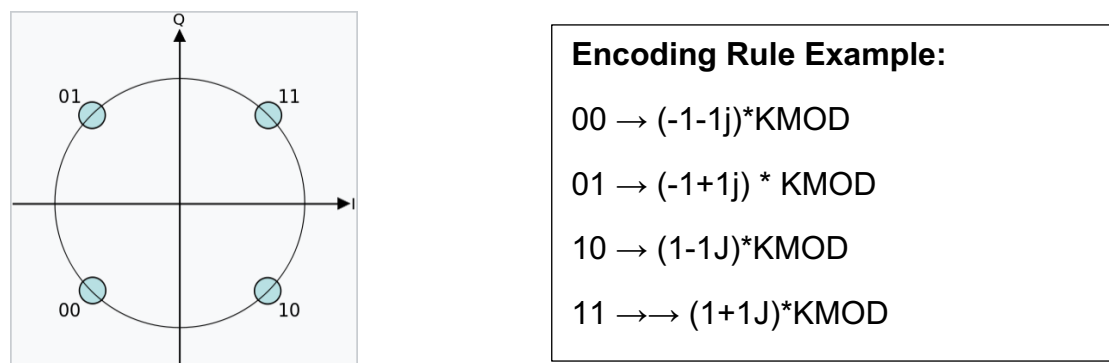 Q
01
11
I
00
10
Encoding Rule Example:
00 → (-1-1j)*KMOD
01 → (-1+1j) * KMOD
10 → (1-1J)*KMOD
11 →→ (1+1J)*KMOD